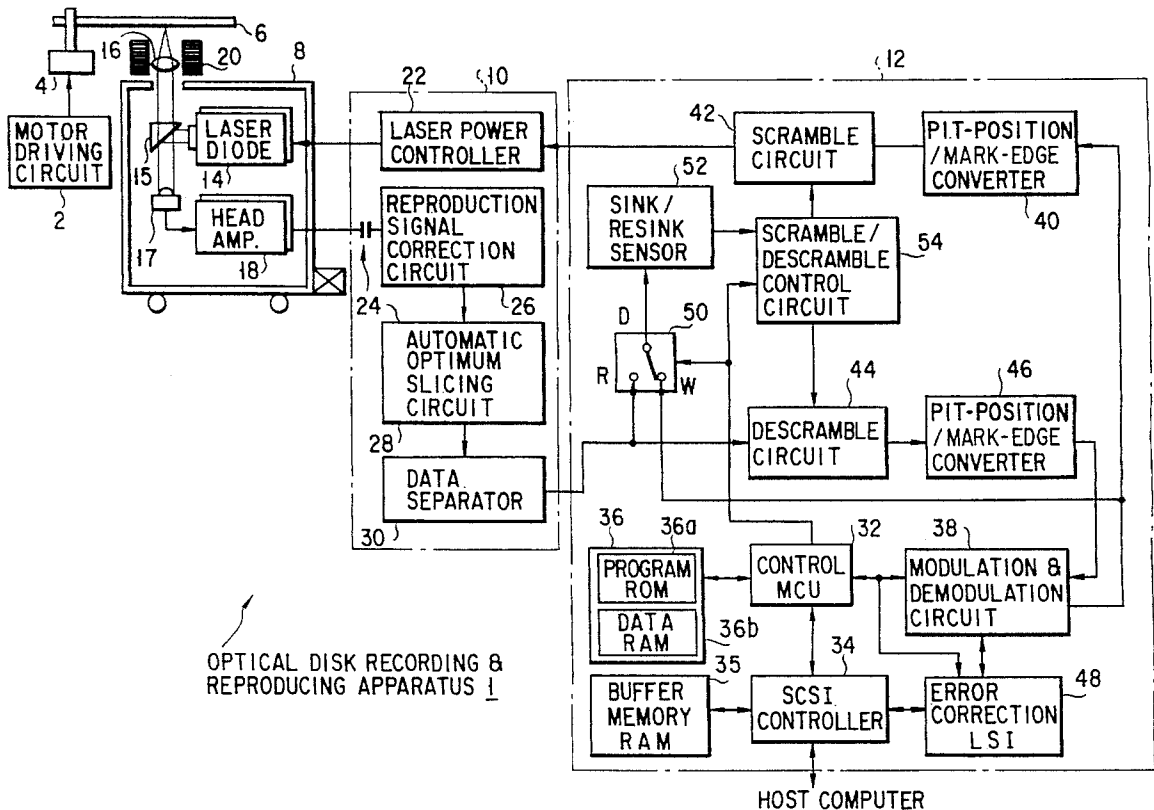 6
16
20
8
4
MOTOR
DRIVING
CIRCUIT
2
15
LASER
DIODE
14
17
HEAD
AMP.
18
10
22
LASER POWER
CONTROLLER
REPRODUCTION
SIGNAL
CORRECTION
CIRCUIT
24
26
AUTOMATIC
OPTIMUM
SLICING
CIRCUIT
28
DATA
SEPARATOR
30
12
42
SCRAMBLE
CIRCUIT
PIT-POSITION
/MARK-EDGE
CONVERTER
40
52
SINK/
RESINK
SENSOR
SCRAMBLE/
DESCRAMBLE
CONTROL
CIRCUIT
54
D
50
R
W
44
DESCRAMBLE
CIRCUIT
46
PIT-POSITION
/MARK-EDGE
CONVERTER
36
36a
PROGRAM
ROM
DATA
RAM
36b
32
CONTROL
MCU
38
MODULATION &
DEMODULATION
CIRCUIT
35
BUFFER
MEMORY
RAM
34
SCSI
CONTROLLER
ERROR
CORRECTION
LSI
48
HOST COMPUTER
OPTICAL DISK RECORDING &
REPRODUCING APPARATUS 1